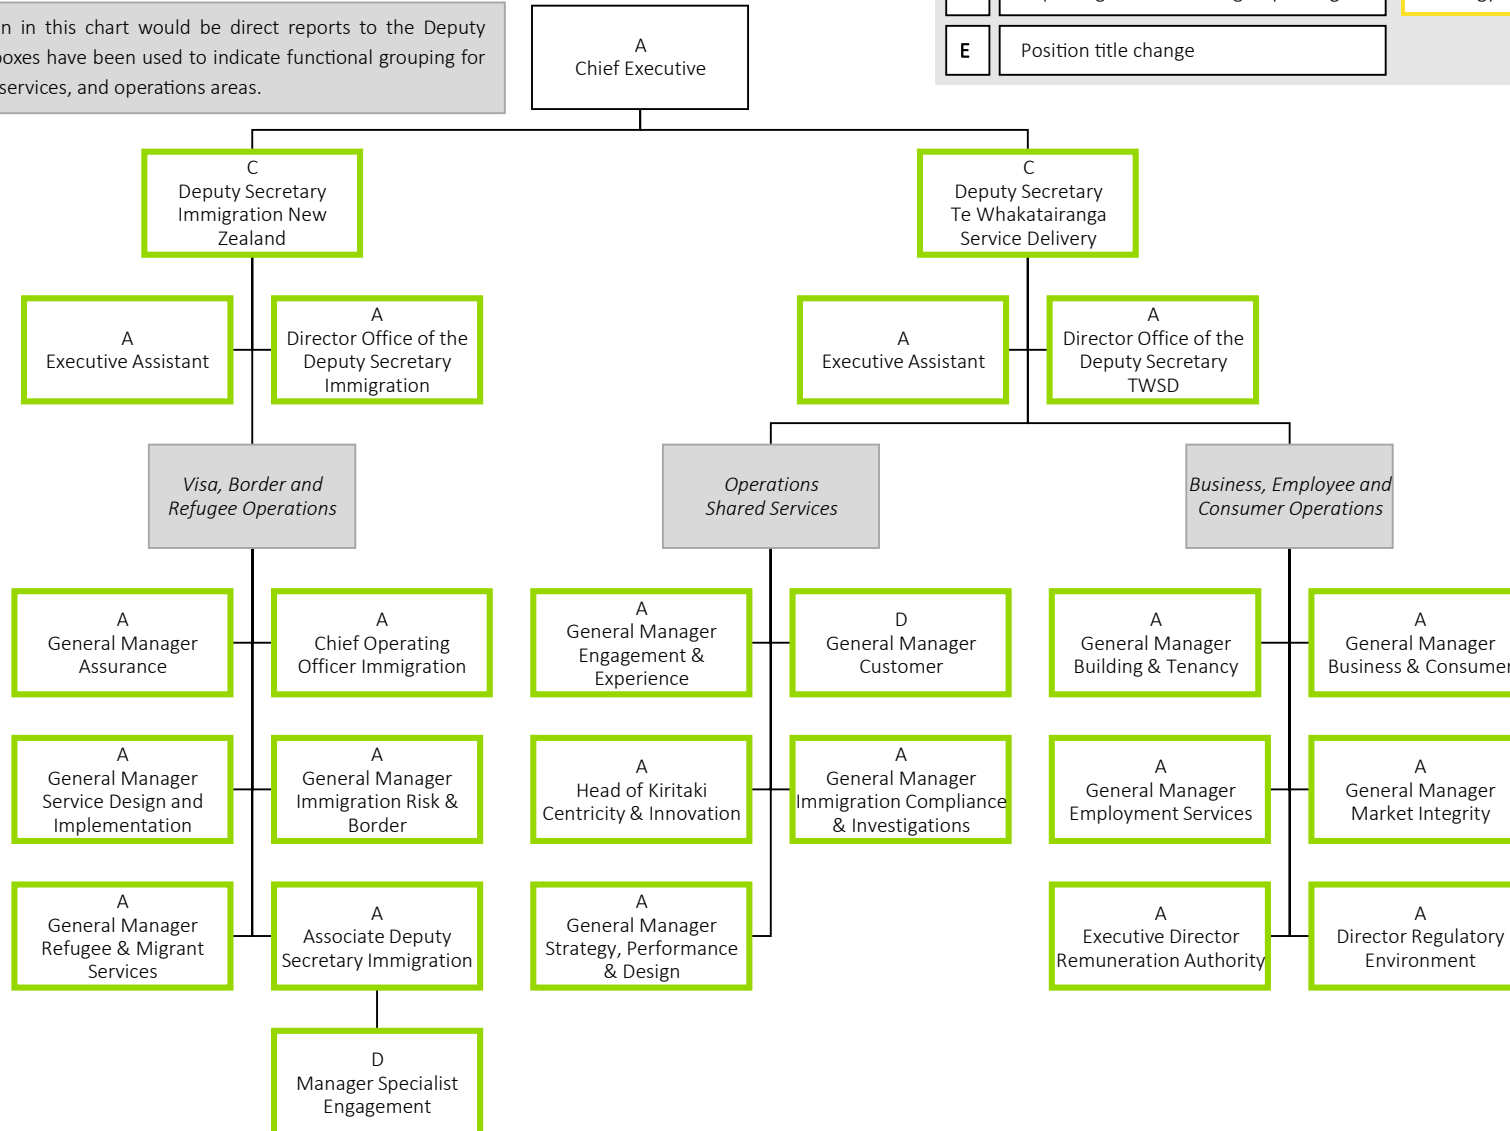 n in this chart would be direct reports to the Deputy
boxes have been used to indicate functional grouping for
services, and operations areas.
E
Position title change
A
Chief Executive
C
Deputy Secretary
Immigration New
Zealand
C
Deputy Secretary
Te Whakatairanga
Service Delivery
A
Executive Assistant
A
Director Office of the
Deputy Secretary
Immigration
A
Executive Assistant
A
Director Office of the
Deputy Secretary
TWSD
Visa, Border and
Refugee Operations
Operations
Shared Services
Business, Employee and
Consumer Operations
A
General Manager
Assurance
A
Chief Operating
Officer Immigration
A
General Manager
Engagement &
Experience
D
General Manager
Customer
A
General Manager
Building & Tenancy
A
General Manager
Business & Consumer
A
General Manager
Service Design and
Implementation
A
General Manager
Immigration Risk &
Border
A
Head of Kiritaki
Centricity & Innovation
A
General Manager
Immigration Compliance
& Investigations
A
General Manager
Employment Services
A
General Manager
Market Integrity
A
General Manager
Refugee & Migrant
Services
A
Associate Deputy
Secretary Immigration
A
General Manager
Strategy, Performance
& Design
A
Executive Director
Remuneration Authority
A
Director Regulatory
Environment
D
Manager Specialist
Engagement